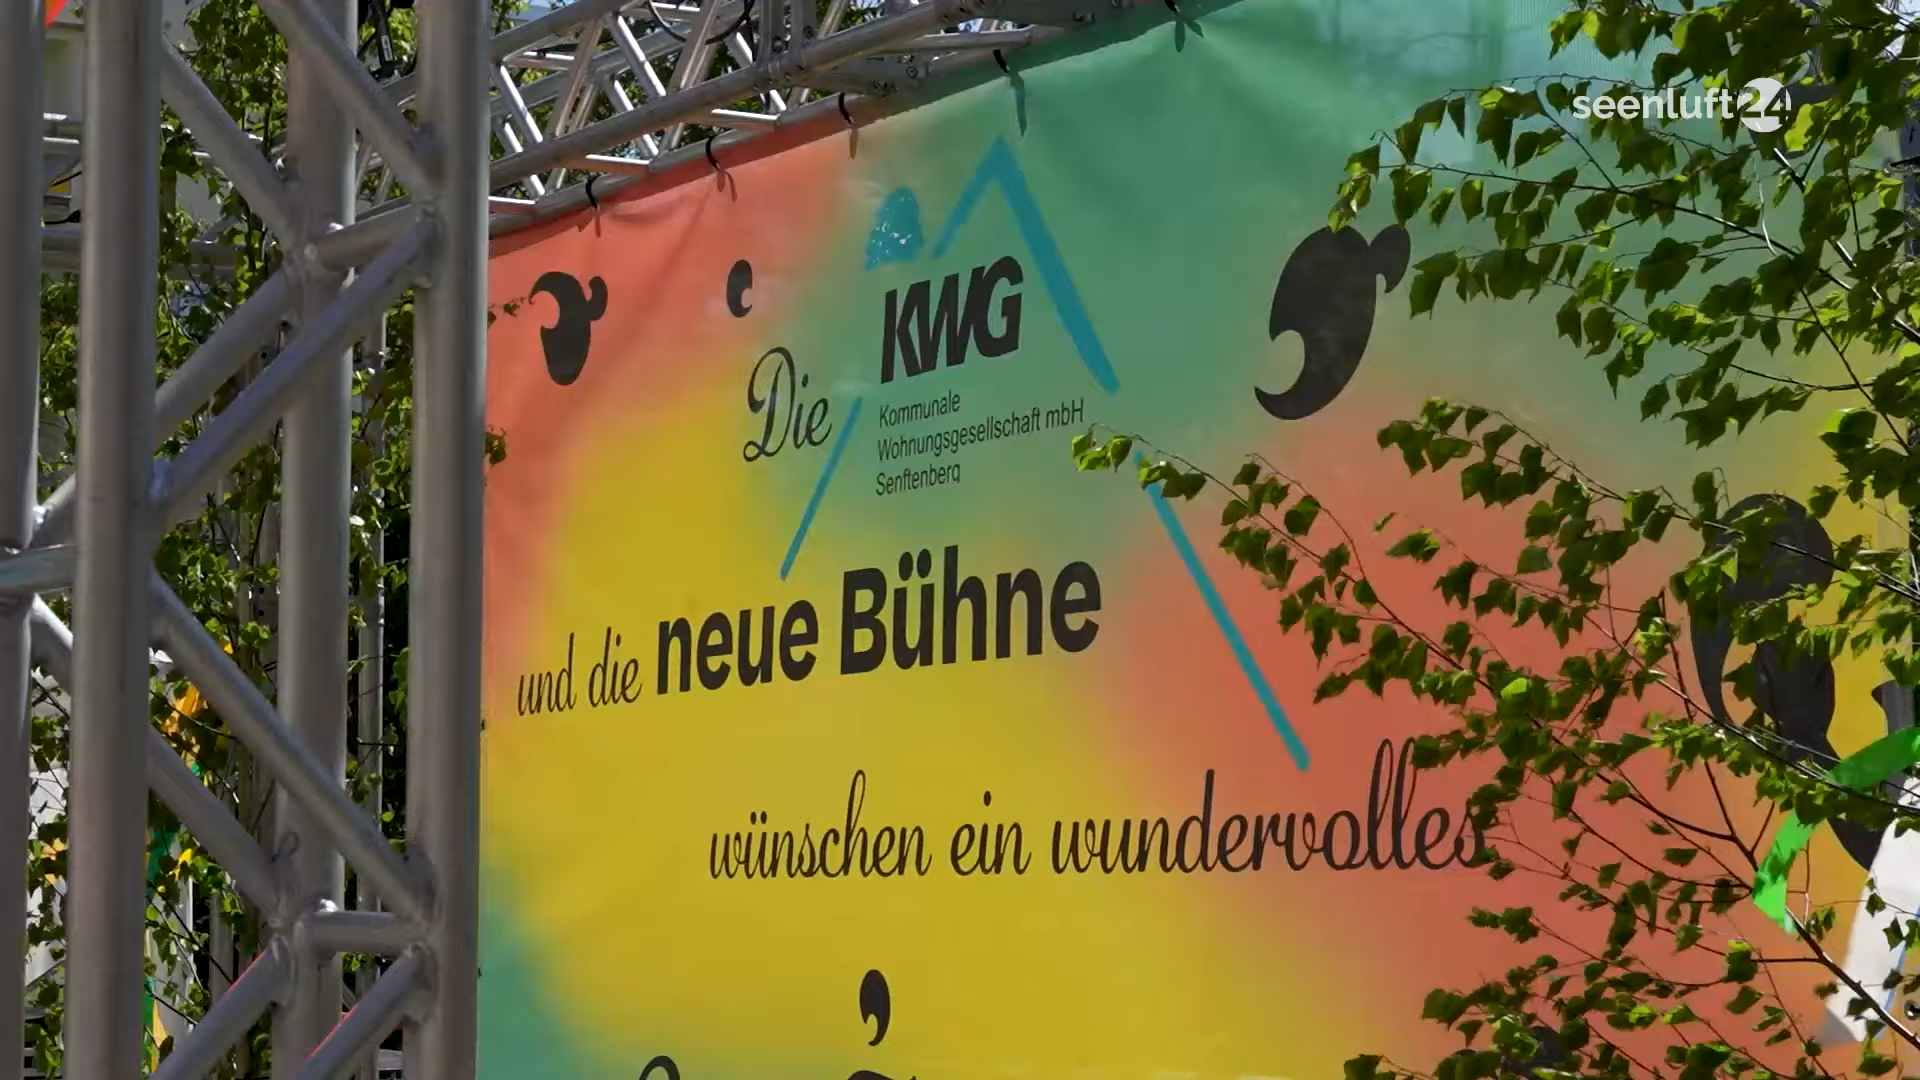 seenluft24
Die
KWG
Kommunale
Wohnungsgesellschaft mbH
Senftenberg
und die neue Bühne
wünschen ein wundervolles